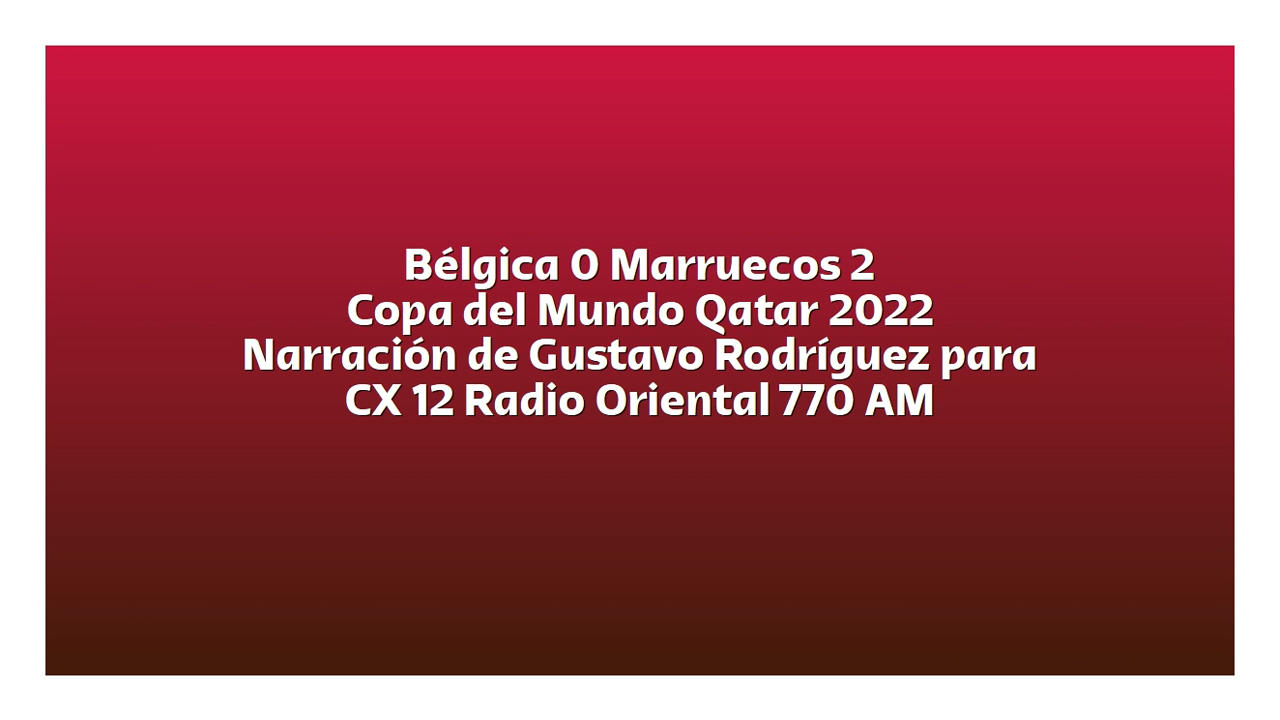 Bélgica 0 Marruecos 2
Copa del Mundo Qatar 2022
Narración de Gustavo Rodríguez para
CX 12 Radio Oriental 770 AM